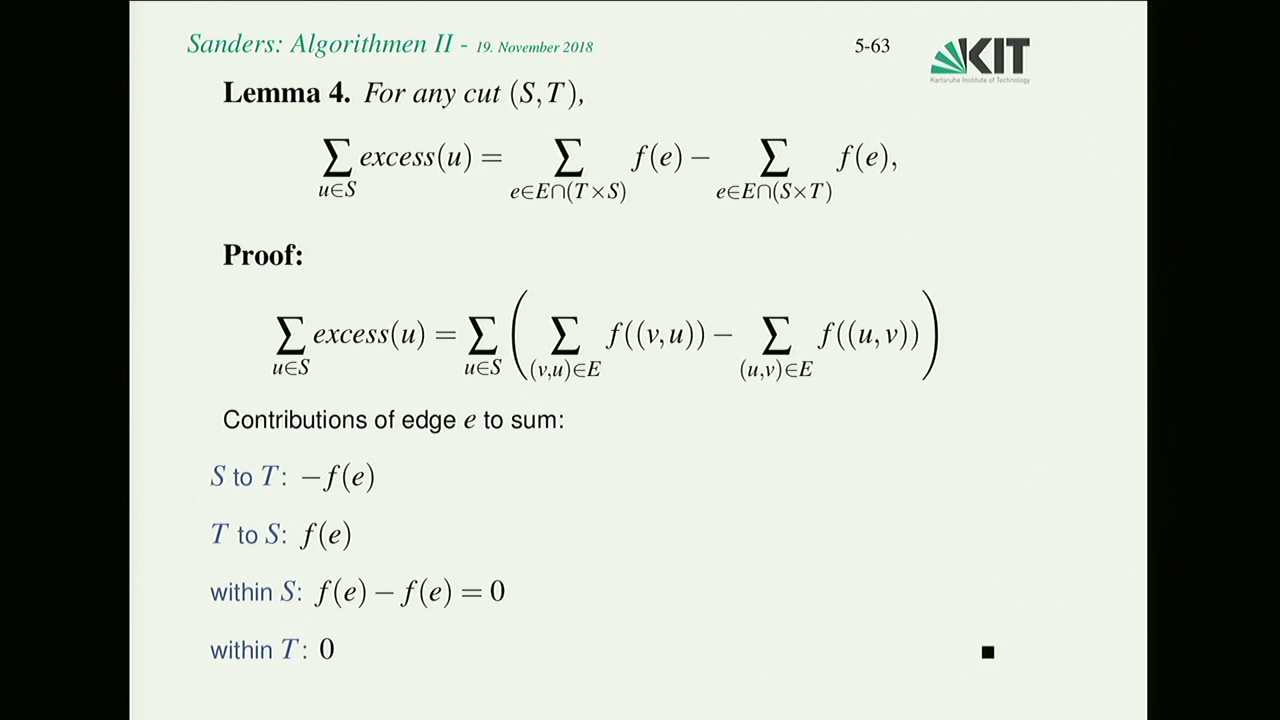 Sanders: Algorithmen II - 19. November 2018
5-63
KIT
Karlsruhe Institute of Technology
Lemma 4. For any cut (S,T),
∑_{u∈S} excess(u) = ∑_{e∈E∩(T×S)} f(e) − ∑_{e∈E∩(S×T)} f(e),
Proof:
∑_{u∈S} excess(u) = ∑_{u∈S} ( ∑_{(v,u)∈E} f((v,u)) − ∑_{(u,v)∈E} f((u,v)) )
Contributions of edge e to sum:
S to T: −f(e)
T to S: f(e)
within S: f(e) − f(e) = 0
within T: 0 ■